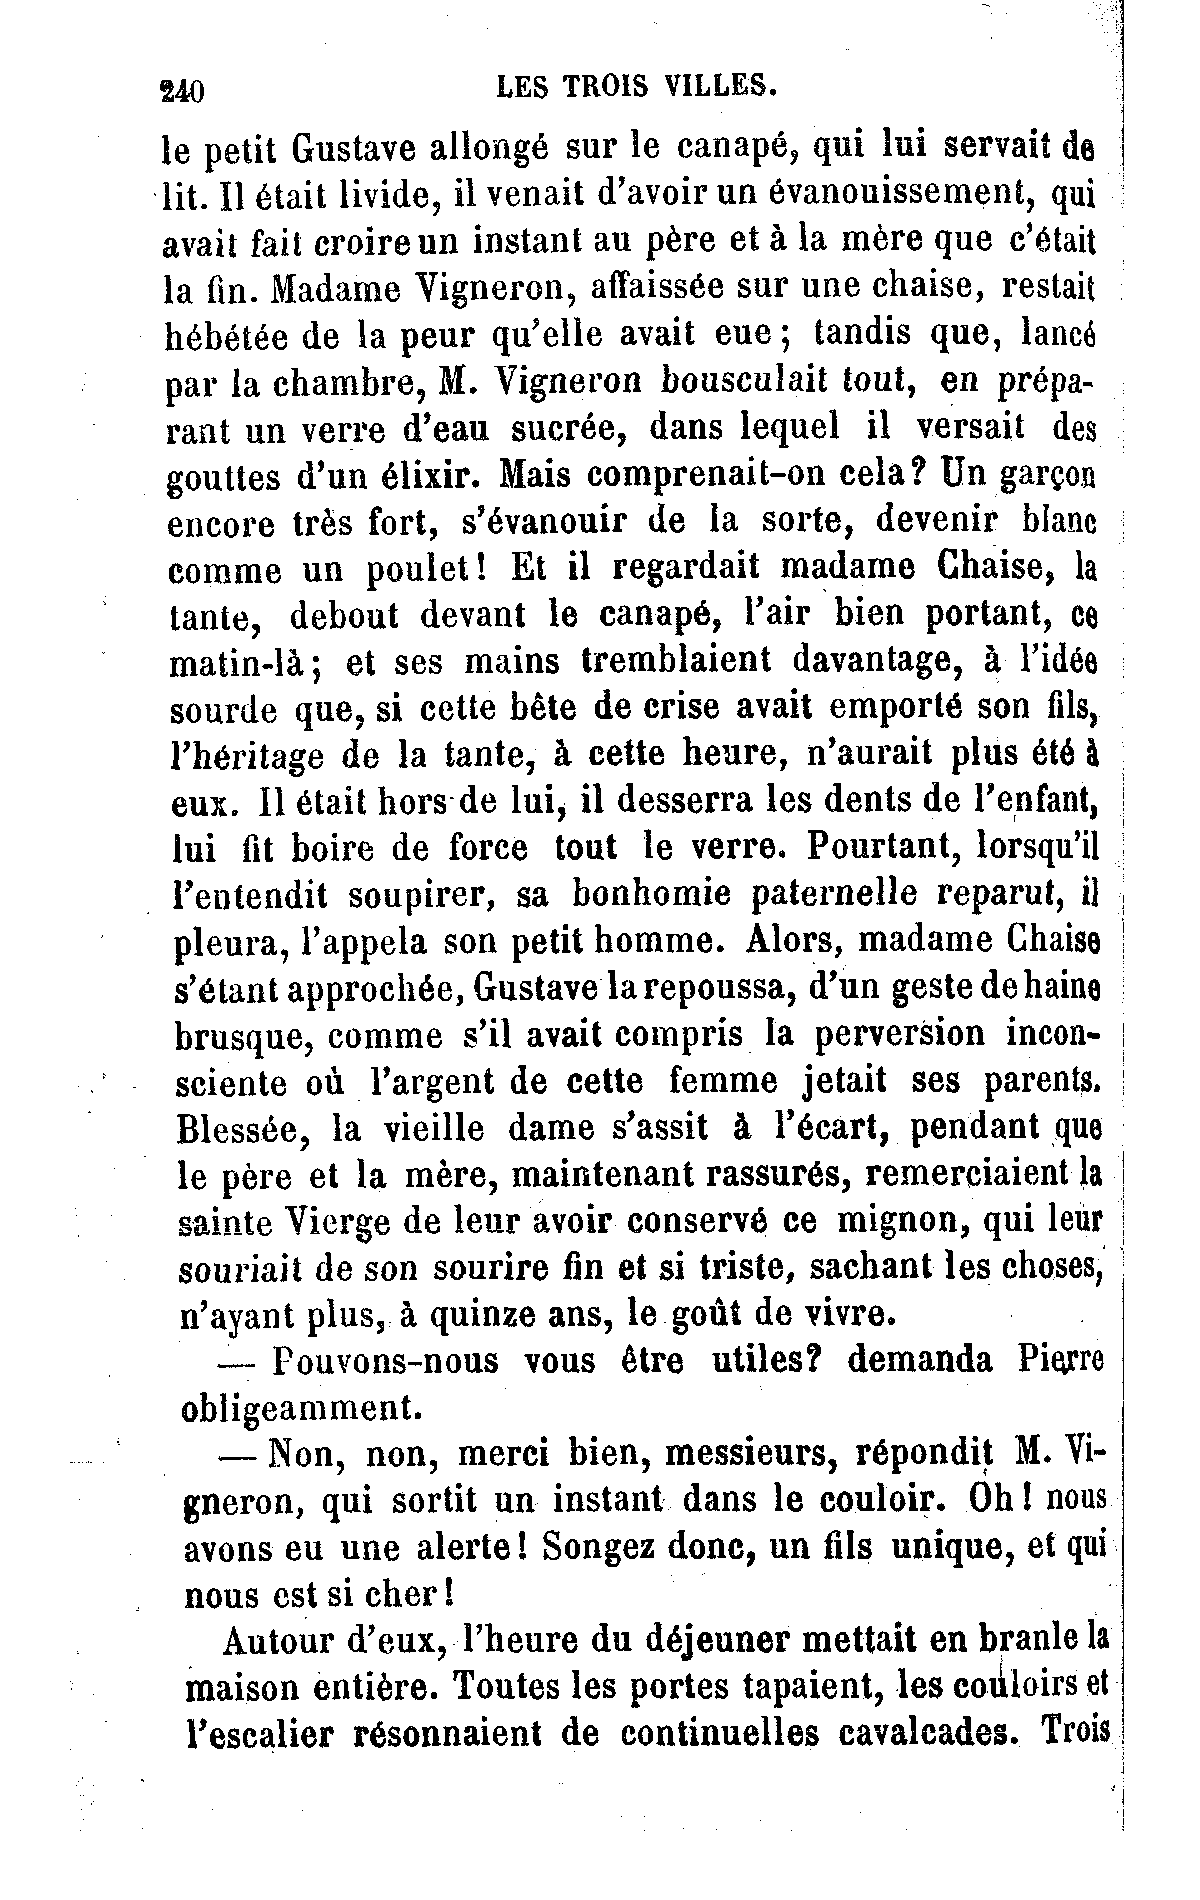 240 LES TROIS VILLES.
le petit Gustave allongé sur le canapé, qui lui servait de
lit. Il était livide, il venait d'avoir un évanouissement, qui
avait fait croire un instant au père et à la mère que c'était
la fin. Madame Vigneron, affaissée sur une chaise, restait
hébétée de la peur qu'elle avait eue ; tandis que, lancé
par la chambre, M. Vigneron bousculait tout, en prépa-
rant un verre d'eau sucrée, dans lequel il versait des
gouttes d'un élixir. Mais comprenait-on cela? Un garçon
encore très fort, s'évanouir de la sorte, devenir blanc
comme un poulet! Et il regardait madame Chaise, la
tante, debout devant le canapé, l'air bien portant, ce
matin-là; et ses mains tremblaient davantage, à l'idée
sourde que, si cette bête de crise avait emporté son fils,
l'héritage de la tante, à cette heure, n'aurait plus été à
eux. Il était hors de lui, il desserra les dents de l'enfant,
lui fit boire de force tout le verre. Pourtant, lorsqu'il
l'entendit soupirer, sa bonhomie paternelle reparut, il
pleura, l'appela son petit homme. Alors, madame Chaise
s'étant approchée, Gustave la repoussa, d'un geste de haine
brusque, comme s'il avait compris la perversion incon-
sciente où l'argent de cette femme jetait ses parents.
Blessée, la vieille dame s'assit à l'écart, pendant que
le père et la mère, maintenant rassurés, remerciaient la
sainte Vierge de leur avoir conservé ce mignon, qui leur
souriait de son sourire fin et si triste, sachant les choses,
n'ayant plus, à quinze ans, le goût de vivre.
— Pouvons-nous vous être utiles? demanda Pierre
obligeamment.
— Non, non, merci bien, messieurs, répondit M. Vi-
gneron, qui sortit un instant dans le couloir. Oh! nous
avons eu une alerte! Songez donc, un fils unique, et qui
nous est si cher!
Autour d'eux, l'heure du déjeuner mettait en branle la
maison entière. Toutes les portes tapaient, les couloirs et
l'escalier résonnaient de continuelles cavalcades. Trois